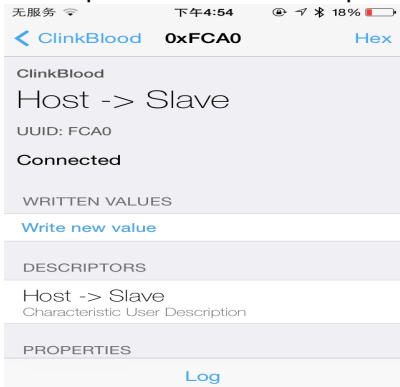 无服务 下午4:54 18%
ClinkBlood 0xFCA0 Hex
ClinkBlood
Host -> Slave
UUID: FCA0
Connected
WRITTEN VALUES
Write new value
DESCRIPTORS
Host -> Slave
Characteristic User Description
PROPERTIES
Log